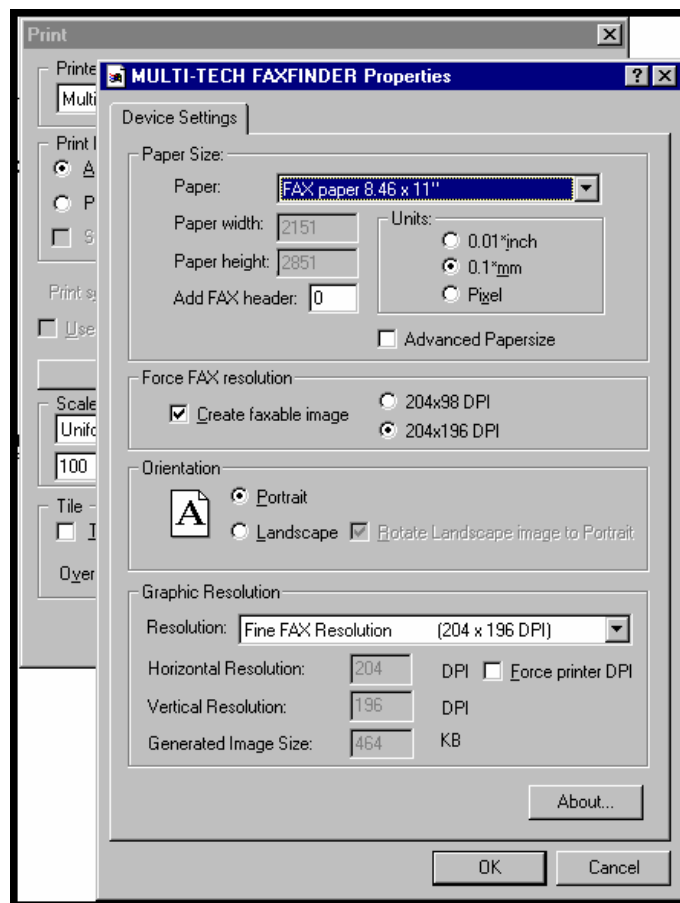 Print
Printe
MULTI-TECH FAXFINDER Properties
Multi
Device Settings
Print
Paper Size:
A
Paper: FAX paper 8.46 x 11"
P
Paper width: 2151
Units:
0.01*inch
S
Paper height: 2851
0.1*mm
Print s
Add FAX header: 0
Pixel
Use
Advanced Papersize
Force FAX resolution
Scale
Create faxable image
204x98 DPI
Unifo
204x196 DPI
100
Orientation
A
Portrait
Tile
Landscape Rotate Landscape image to Portrait
Over
Graphic Resolution
Resolution: Fine FAX Resolution (204 x 196 DPI)
Horizontal Resolution: 204 DPI Force printer DPI
Vertical Resolution: 196 DPI
Generated Image Size: 464 KB
About...
OK Cancel